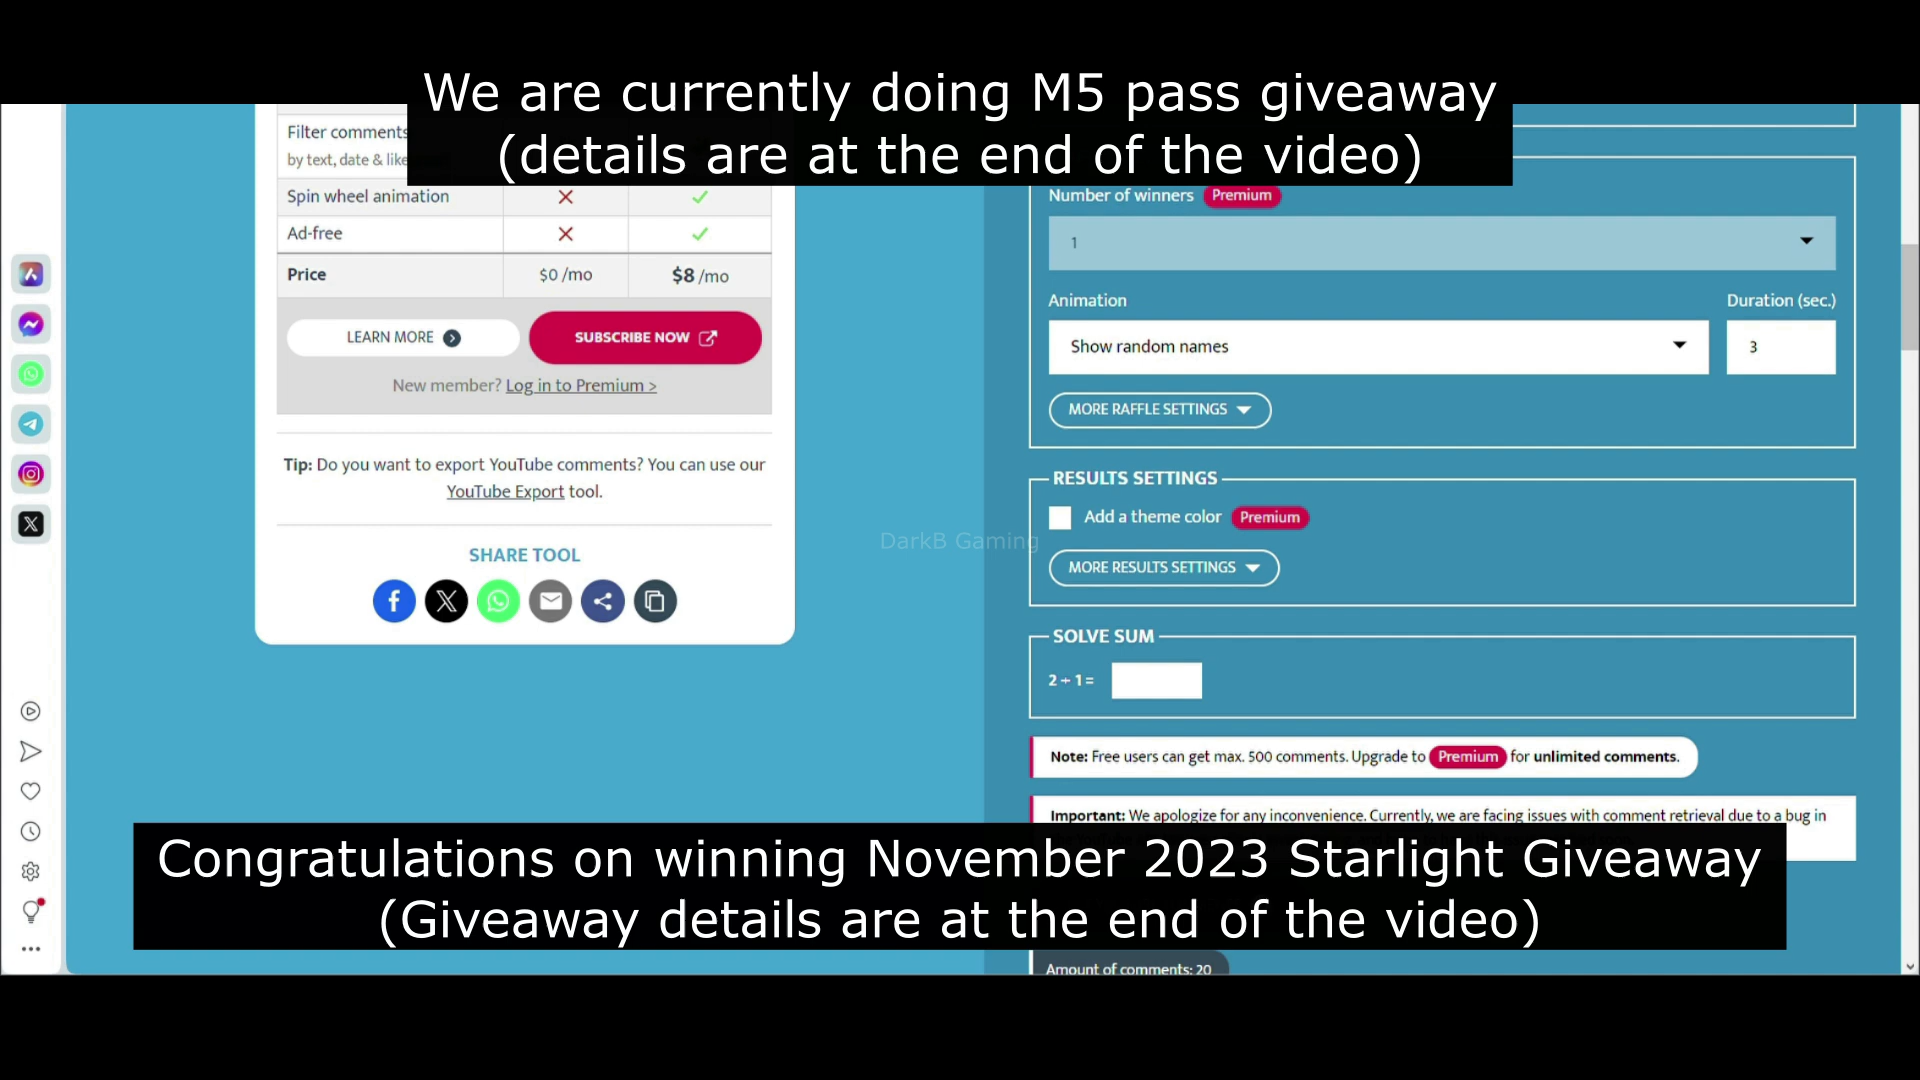 We are currently doing M5 pass giveaway
(details are at the end of the video)
Filter comments
by text, date & like
Spin wheel animation
Ad-free
Price $0 /mo $8 /mo
LEARN MORE
SUBSCRIBE NOW
New member? Log in to Premium >
Tip: Do you want to export YouTube comments? You can use our
YouTube Export tool.
SHARE TOOL
Number of winners Premium
1
Animation Duration (sec.)
Show random names 3
MORE RAFFLE SETTINGS
RESULTS SETTINGS
Add a theme color Premium
DarkB Gaming
MORE RESULTS SETTINGS
SOLVE SUM
2 + 1 =
Note: Free users can get max. 500 comments. Upgrade to Premium for unlimited comments.
Important: We apologize for any inconvenience. Currently, we are facing issues with comment retrieval due to a bug in
Congratulations on winning November 2023 Starlight Giveaway
(Giveaway details are at the end of the video)
Amount of comments: 20